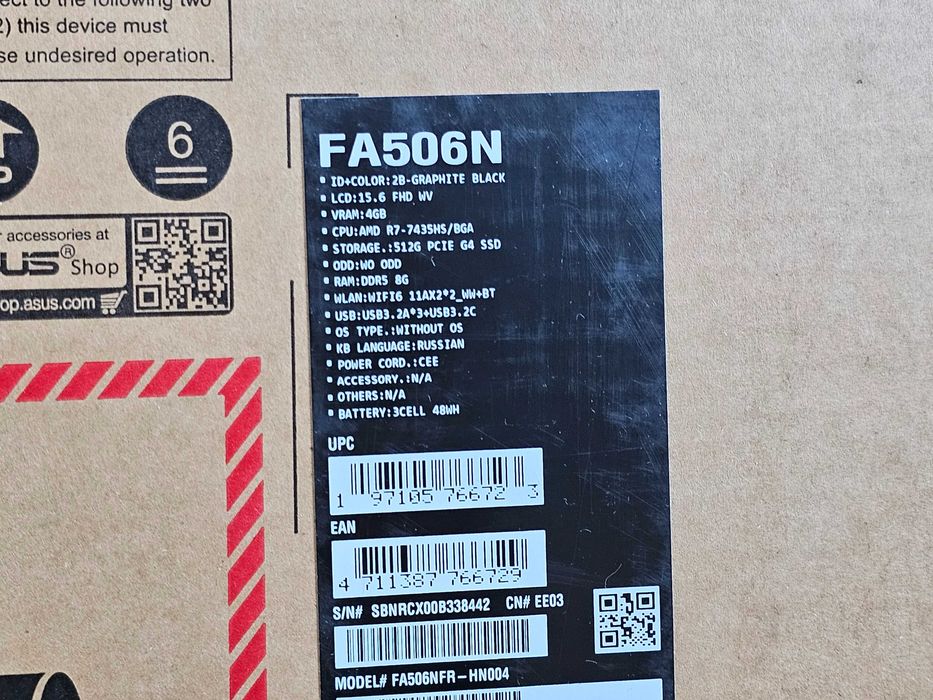 ect to the following two
2) this device must
se undesired operation.
6
r accessories at
US® Shop
op.asus.com
FA506N
ID+COLOR:2B-GRAPHITE BLACK
LCD:15.6 FHD WV
VRAM:4GB
CPU:AMD R7-7435HS/BGA
STORAGE.:512G PCIE G4 SSD
ODD:WO ODD
RAM:DDR5 8G
WLAN:WIFI6 11AX2*2_WW+BT
USB:USB3.2A*3+USB3.2C
OS TYPE.:WITHOUT OS
KB LANGUAGE:RUSSIAN
POWER CORD.:CEE
ACCESSORY.:N/A
OTHERS:N/A
BATTERY:3CELL 48WH
UPC
1 97105 76672 3
EAN
4 711387 766729
S/N# SBNRCX00B338442 CN# EE03
MODEL# FA506NFR-HN004